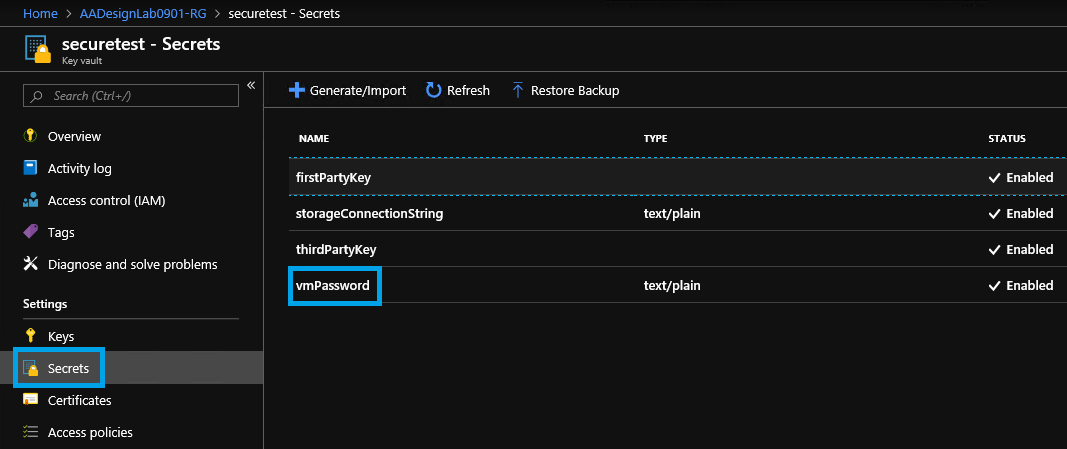 Home > AADesignLab0901-RG > securetest - Secrets
securetest - Secrets
Key vault
Search (Ctrl+/)
«
Overview
Activity log
Access control (IAM)
Tags
Diagnose and solve problems
Settings
Keys
Secrets
Certificates
Access policies
Generate/Import Refresh Restore Backup
NAME TYPE STATUS
firstPartyKey Enabled
storageConnectionString text/plain Enabled
thirdPartyKey Enabled
vmPassword text/plain Enabled